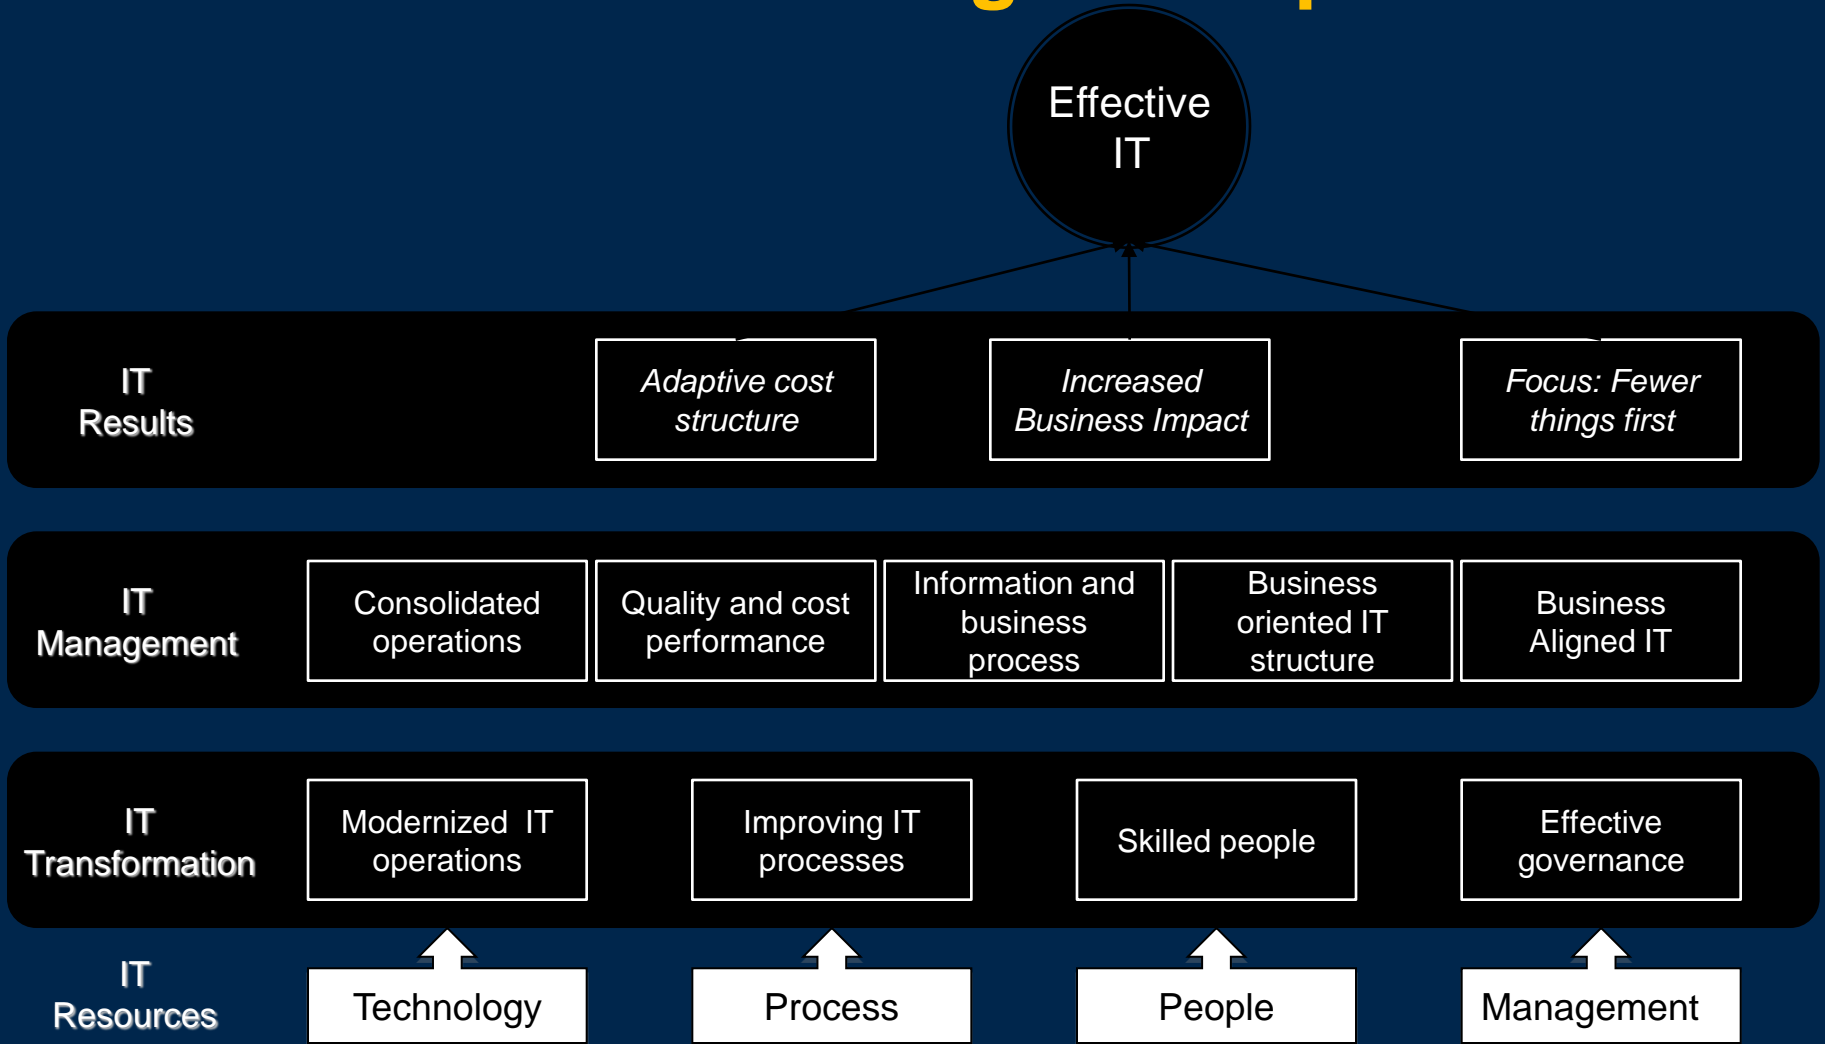 Effective
IT
IT
Results
Adaptive cost
structure
Increased
Business Impact
Focus: Fewer
things first
IT
Management
Consolidated
operations
Quality and cost
performance
Information and
business
process
Business
oriented IT
structure
Business
Aligned IT
IT
Transformation
Modernized IT
operations
Improving IT
processes
Skilled people
Effective
governance
IT
Resources
Technology
Process
People
Management